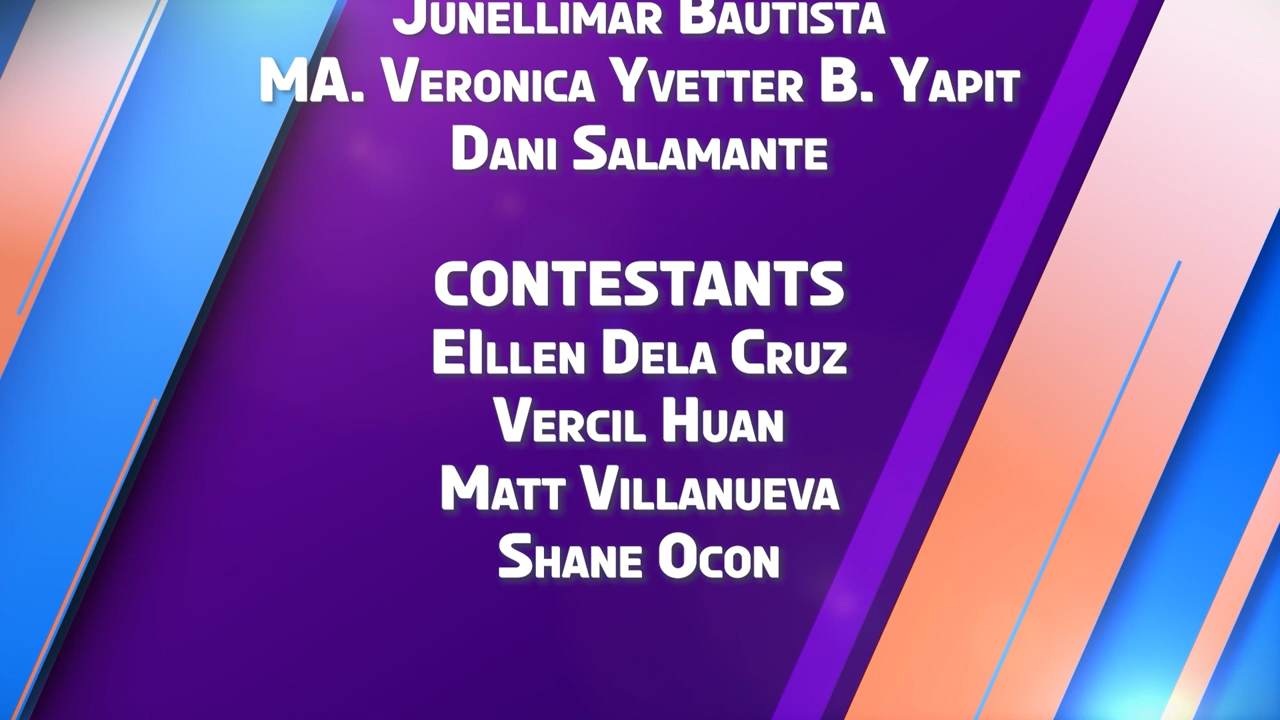 Junellimar Bautista
MA. Veronica Yvetter B. Yapit
Dani Salamante
CONTESTANTS
EIllen Dela Cruz
Vercil Huan
Matt Villanueva
Shane Ocon